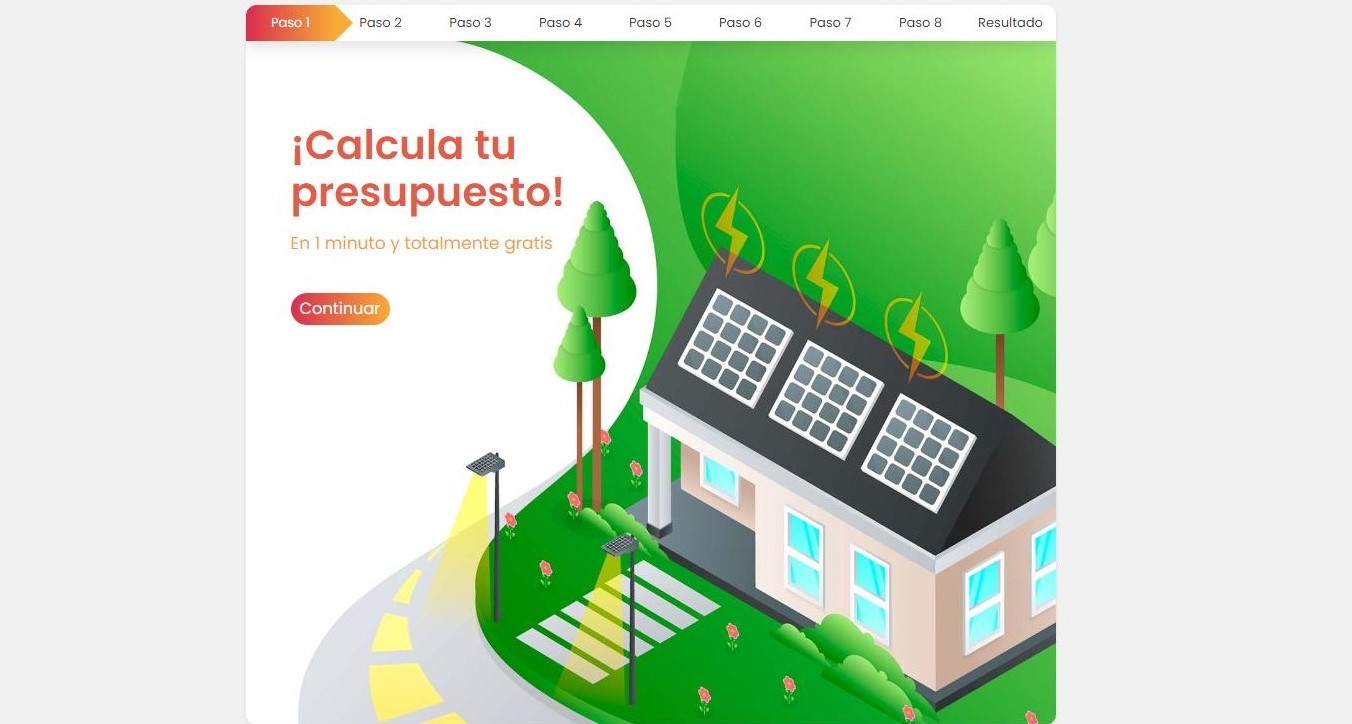 Paso 1 Paso 2 Paso 3 Paso 4 Paso 5 Paso 6 Paso 7 Paso 8 Resultado
¡Calcula tu
presupuesto!
En 1 minuto y totalmente gratis
Continuar